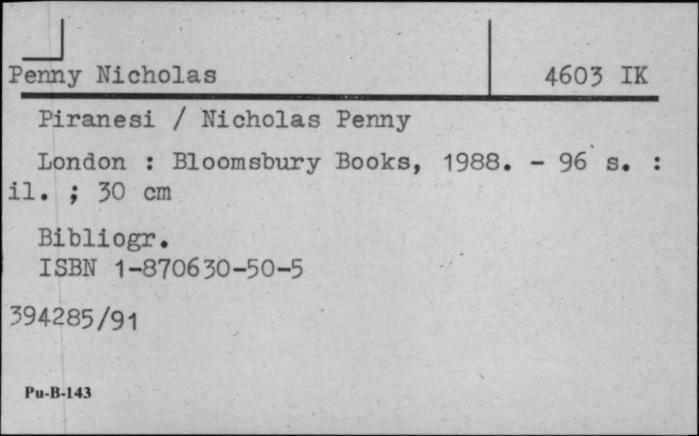 Penny Nicholas 4603 IK
Piranesi / Nicholas Penny
London : Bloomsbury Books, 1988. - 96 s. :
il. ; 30 cm
Bibliogr.
ISBN 1-870630-50-5
394285/91
Pu-B-143